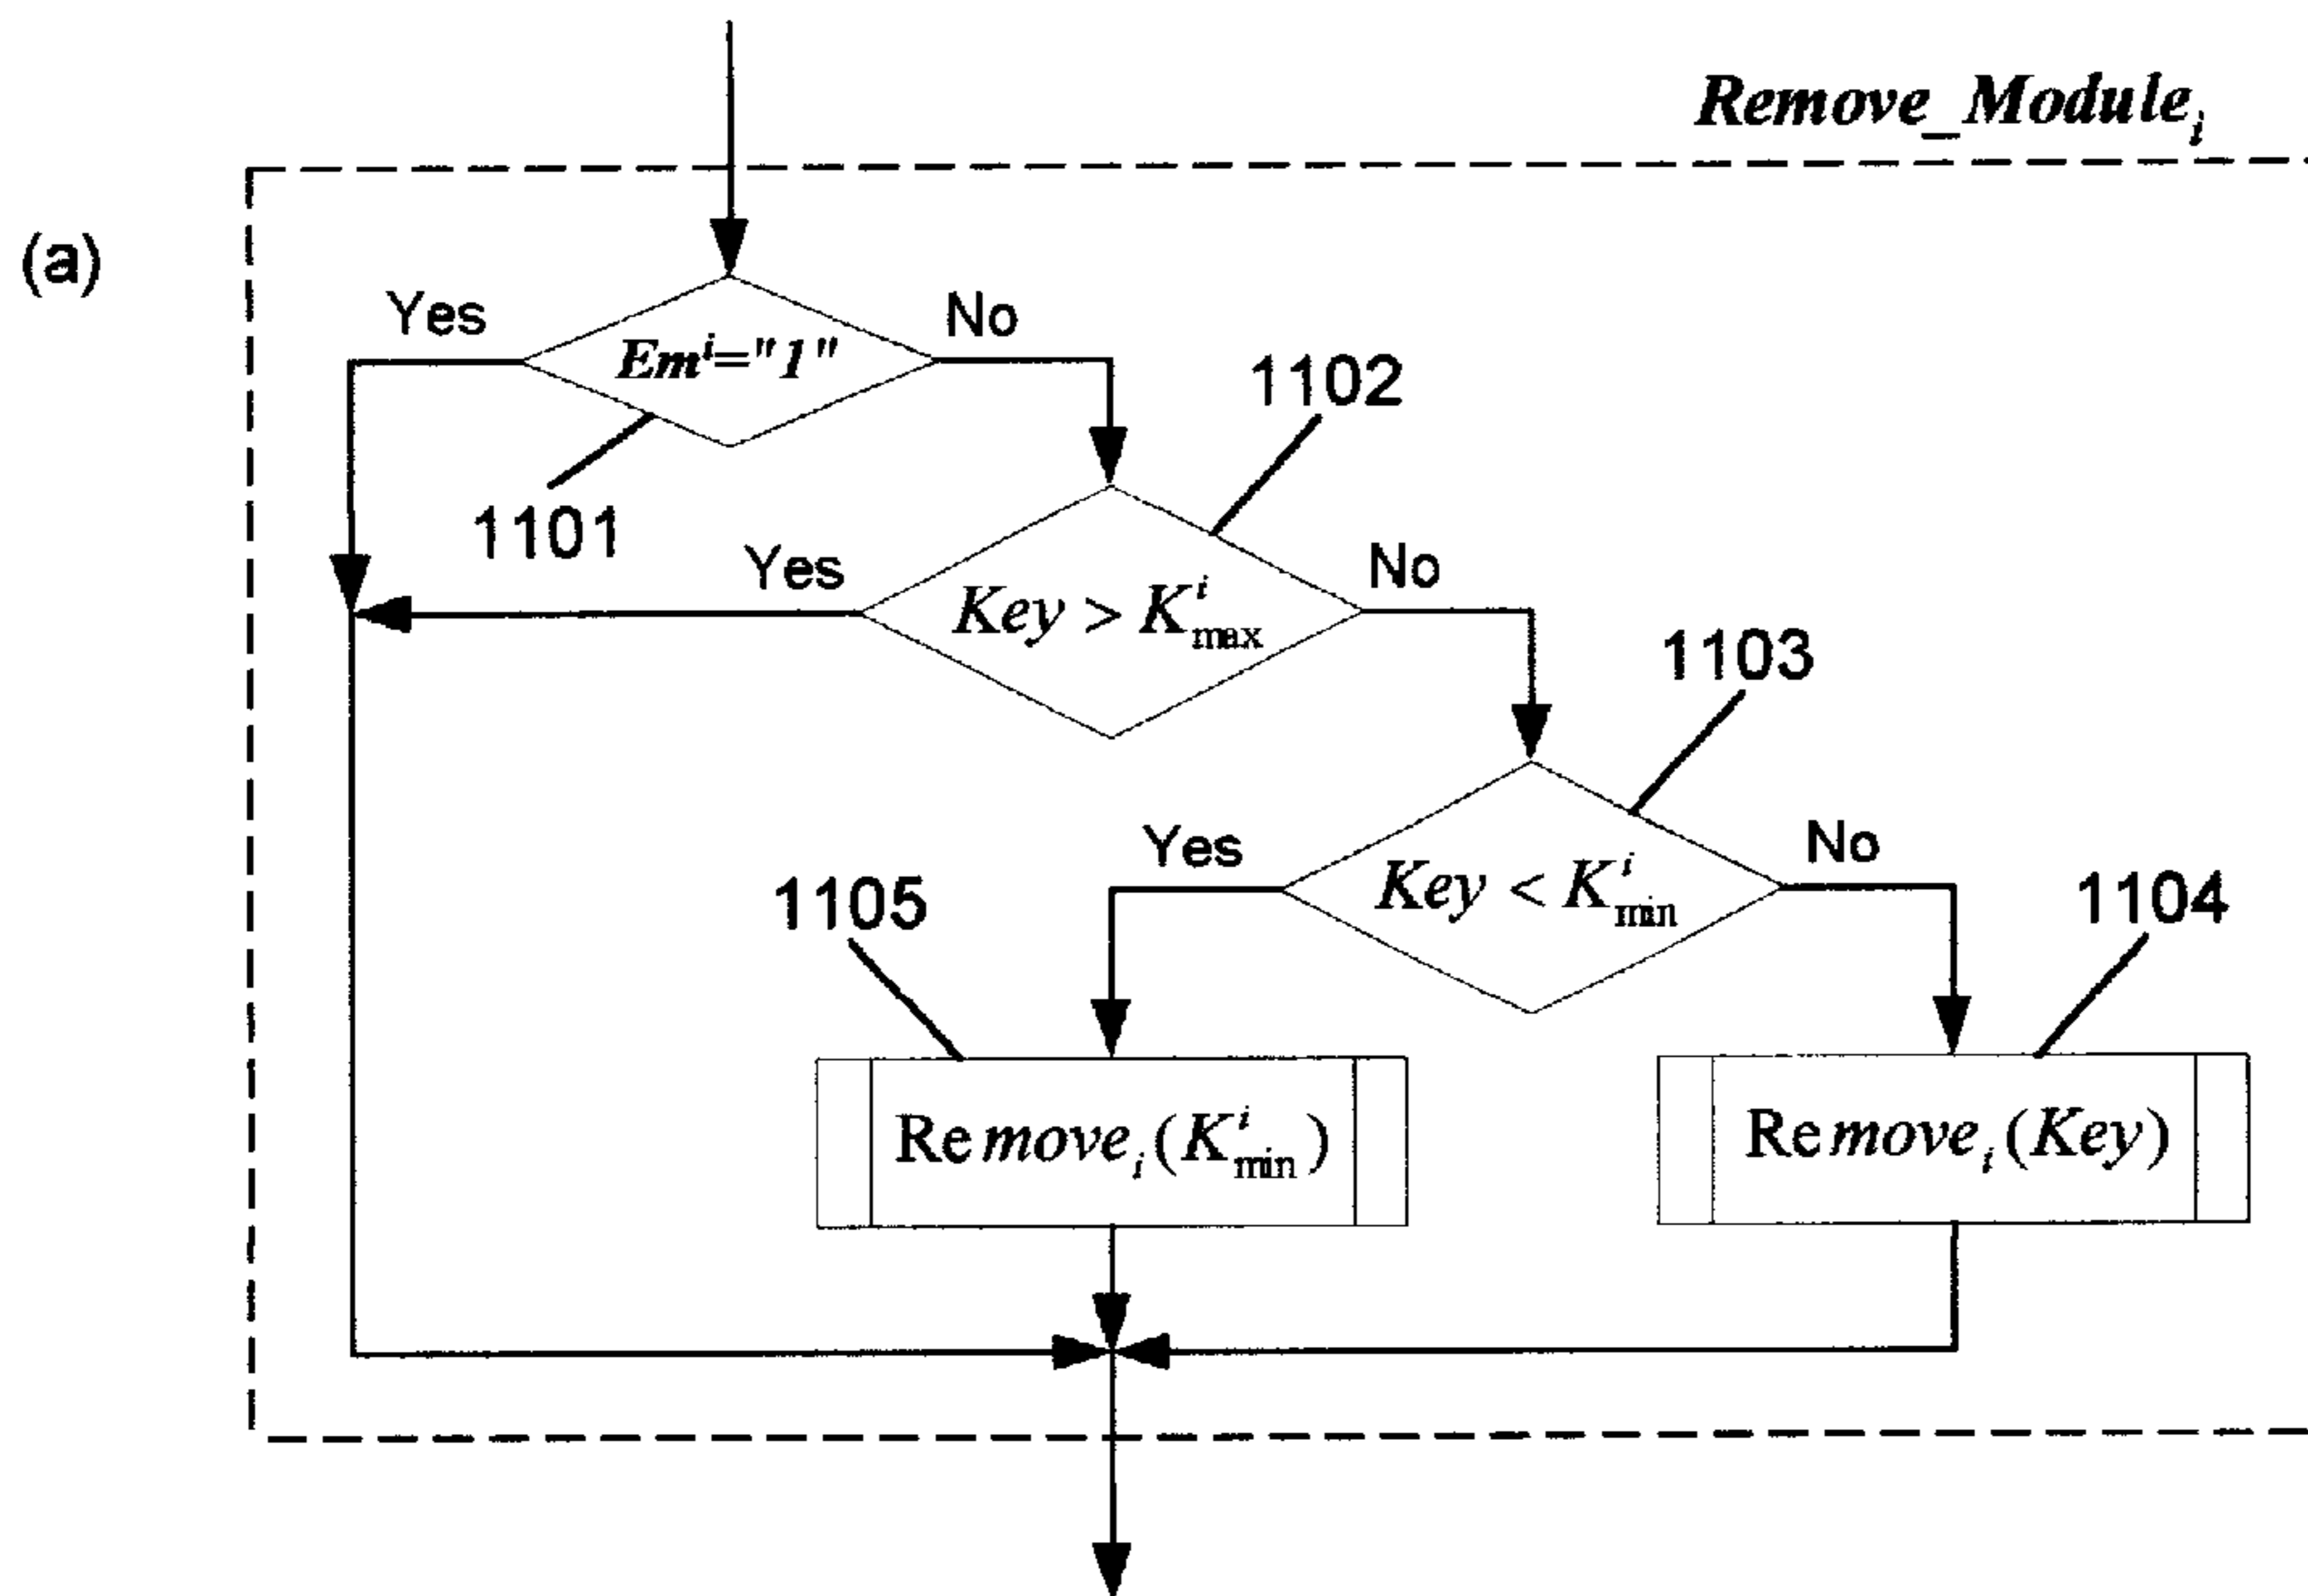 Remove_Module_i
(a)
Yes
No
Em^i="1"
1102
1101
Yes
No
Key > K^i_max
1103
Yes
No
Key < K^i_min
1105
1104
Remove_i(K^i_min)
Remove_i(Key)